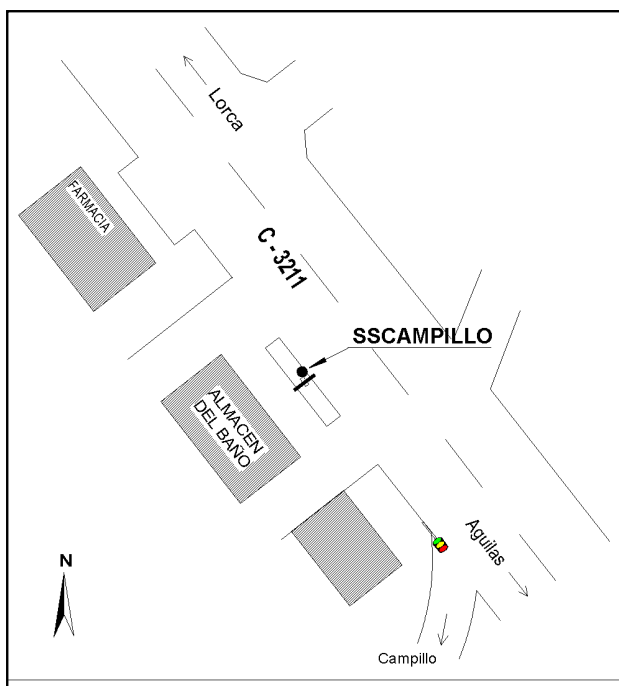 Lorca
FARMACIA
C - 3211
SSCAMPILLO
ALMACEN
DEL BAÑO
Aguilas
N
Campillo